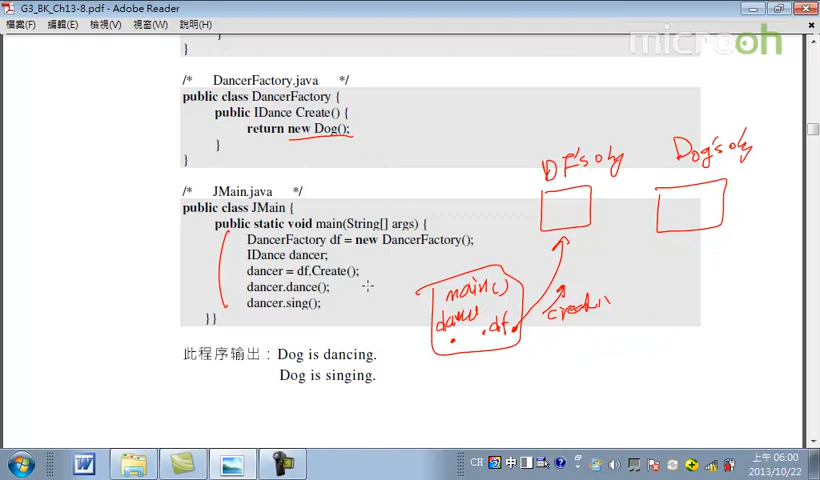 G3_BK_Ch13-8.pdf - Adobe Reader
檔案(F) 編輯(E) 檢視(V) 視窗(W) 說明(H)
microoh
}
}
/* DancerFactory.java */
public class DancerFactory {
public IDance Create() {
return new Dog();
}
}
DF's obj
Dog's obj
/* JMain.java */
public class JMain {
public static void main(String[] args) {
DancerFactory df = new DancerFactory();
IDance dancer;
dancer = df.Create();
dancer.dance();
dancer.sing();
}}
main()
df
此程序输出：Dog is dancing.
Dog is singing.
CH 中
上午 06:00
2013/10/22